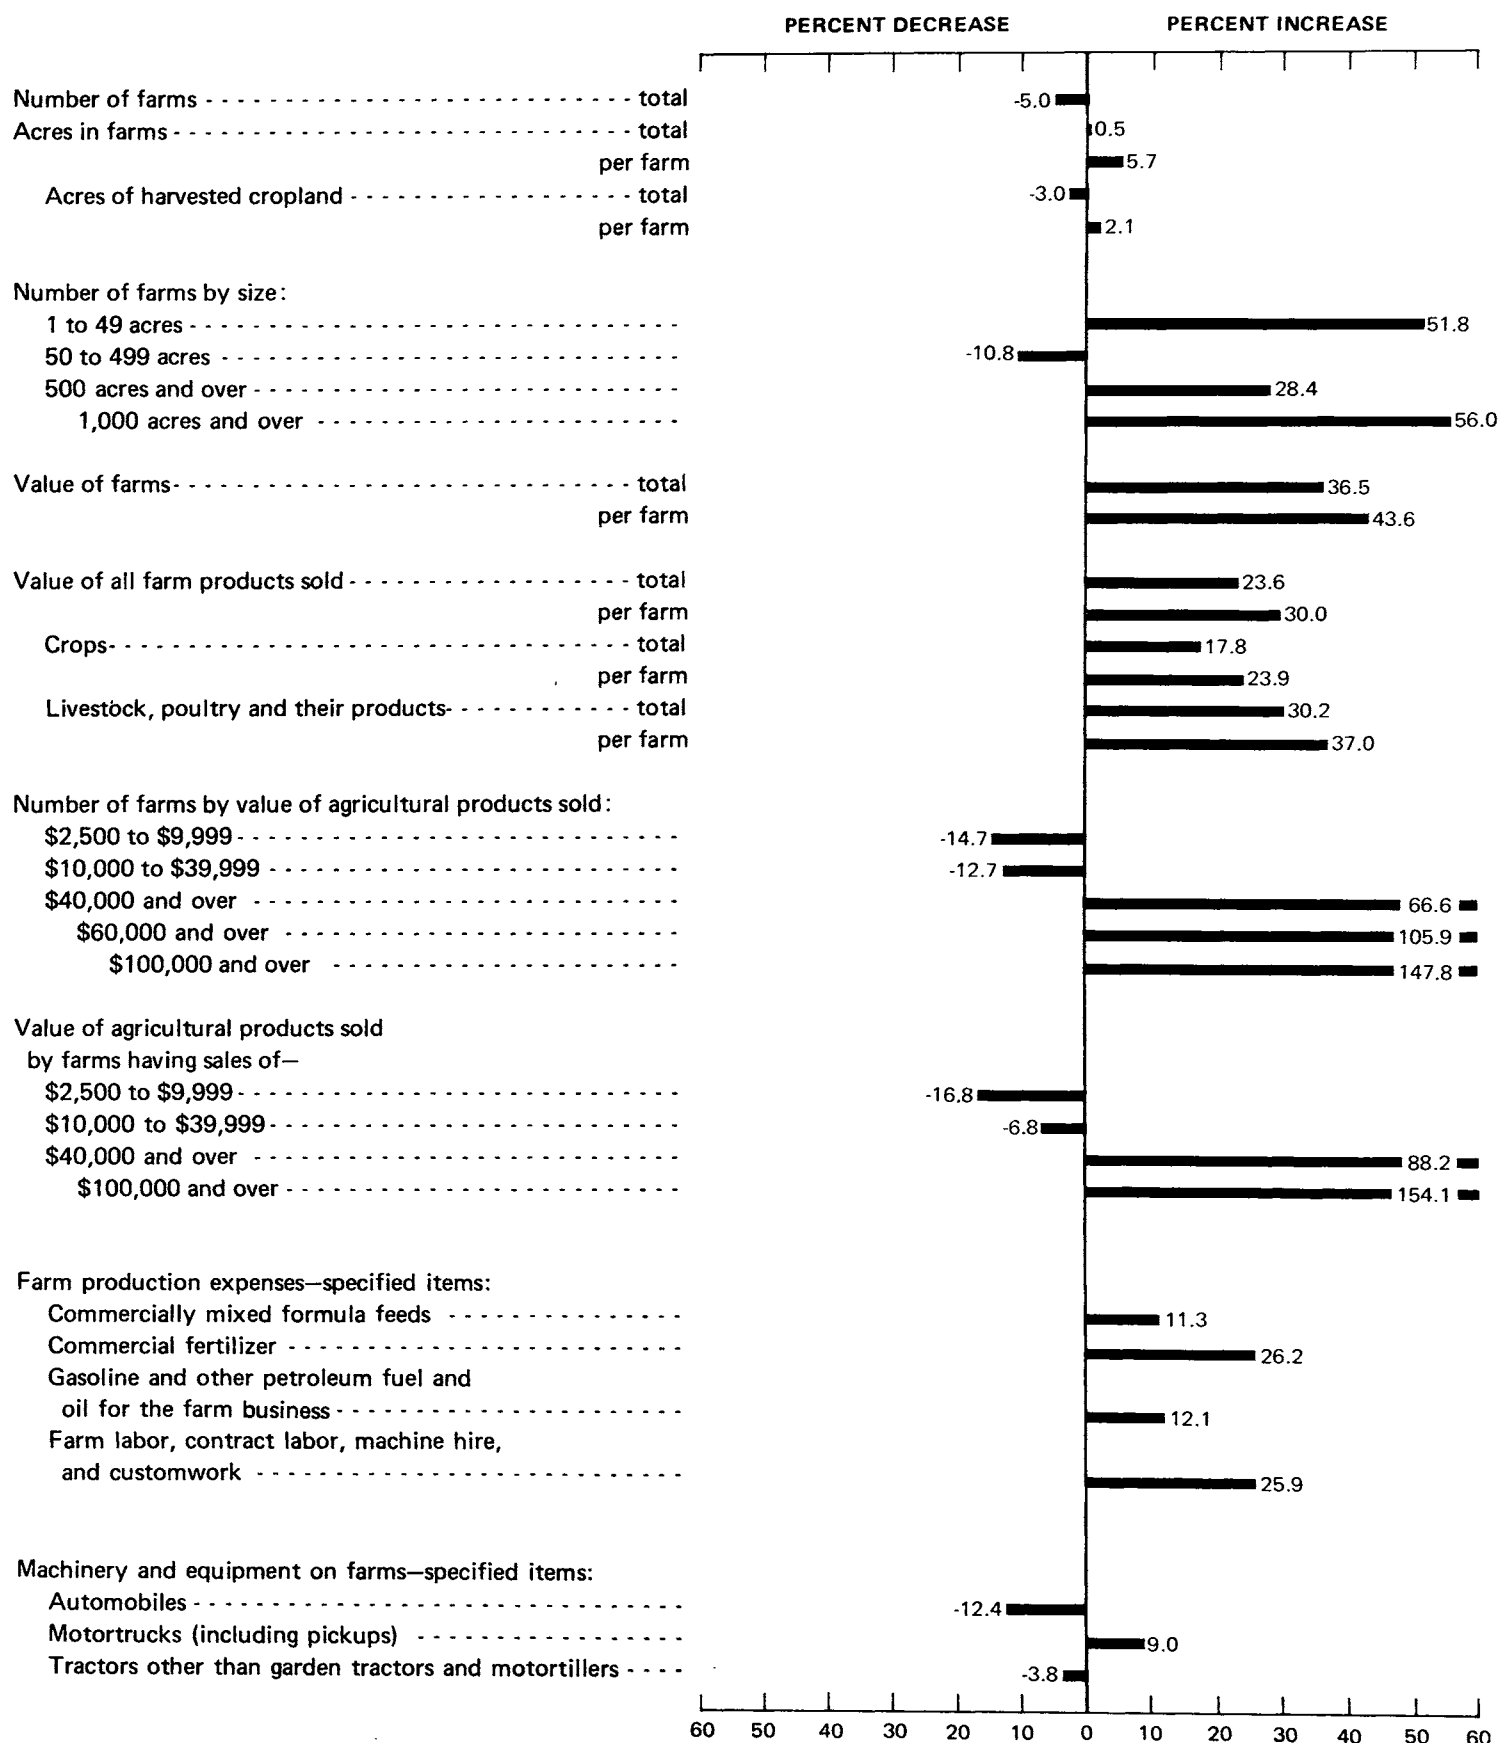 PERCENT DECREASE PERCENT INCREASE
Number of farms - - - total -5.0
Acres in farms - - - total 0.5
per farm 5.7
Acres of harvested cropland - - - total -3.0
per farm 2.1
Number of farms by size:
1 to 49 acres - - - 51.8
50 to 499 acres - - - -10.8
500 acres and over - - - 28.4
1,000 acres and over - - - 56.0
Value of farms - - - total 36.5
per farm 43.6
Value of all farm products sold - - - total 23.6
per farm 30.0
Crops - - - total 17.8
per farm 23.9
Livestock, poultry and their products - - - total 30.2
per farm 37.0
Number of farms by value of agricultural products sold:
$2,500 to $9,999 - - - -14.7
$10,000 to $39,999 - - - -12.7
$40,000 and over - - - 66.6
$60,000 and over - - - 105.9
$100,000 and over - - - 147.8
Value of agricultural products sold
by farms having sales of—
$2,500 to $9,999 - - - -16.8
$10,000 to $39,999 - - - -6.8
$40,000 and over - - - 88.2
$100,000 and over - - - 154.1
Farm production expenses—specified items:
Commercially mixed formula feeds - - - 11.3
Commercial fertilizer - - - 26.2
Gasoline and other petroleum fuel and
oil for the farm business - - - 12.1
Farm labor, contract labor, machine hire,
and customwork - - - 25.9
Machinery and equipment on farms—specified items:
Automobiles - - - -12.4
Motortrucks (including pickups) - - - 9.0
Tractors other than garden tractors and motortillers - - - -3.8
60 50 40 30 20 10 0 10 20 30 40 50 60